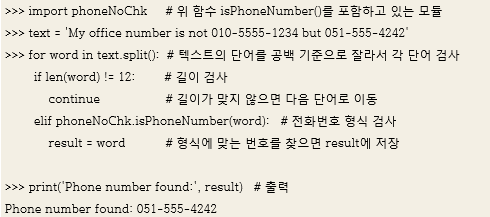 >>> import phoneNoChk # 위 함수 isPhoneNumber()를 포함하고 있는 모듈
>>> text = 'My office number is not 010-5555-1234 but 051-555-4242'
>>> for word in text.split(): # 텍스트의 단어를 공백 기준으로 잘라서 각 단어 검사
if len(word) != 12: # 길이 검사
continue # 길이가 맞지 않으면 다음 단어로 이동
elif phoneNoChk.isPhoneNumber(word): # 전화번호 형식 검사
result = word # 형식에 맞는 번호를 찾으면 result에 저장
>>> print('Phone number found:', result) # 출력
Phone number found: 051-555-4242